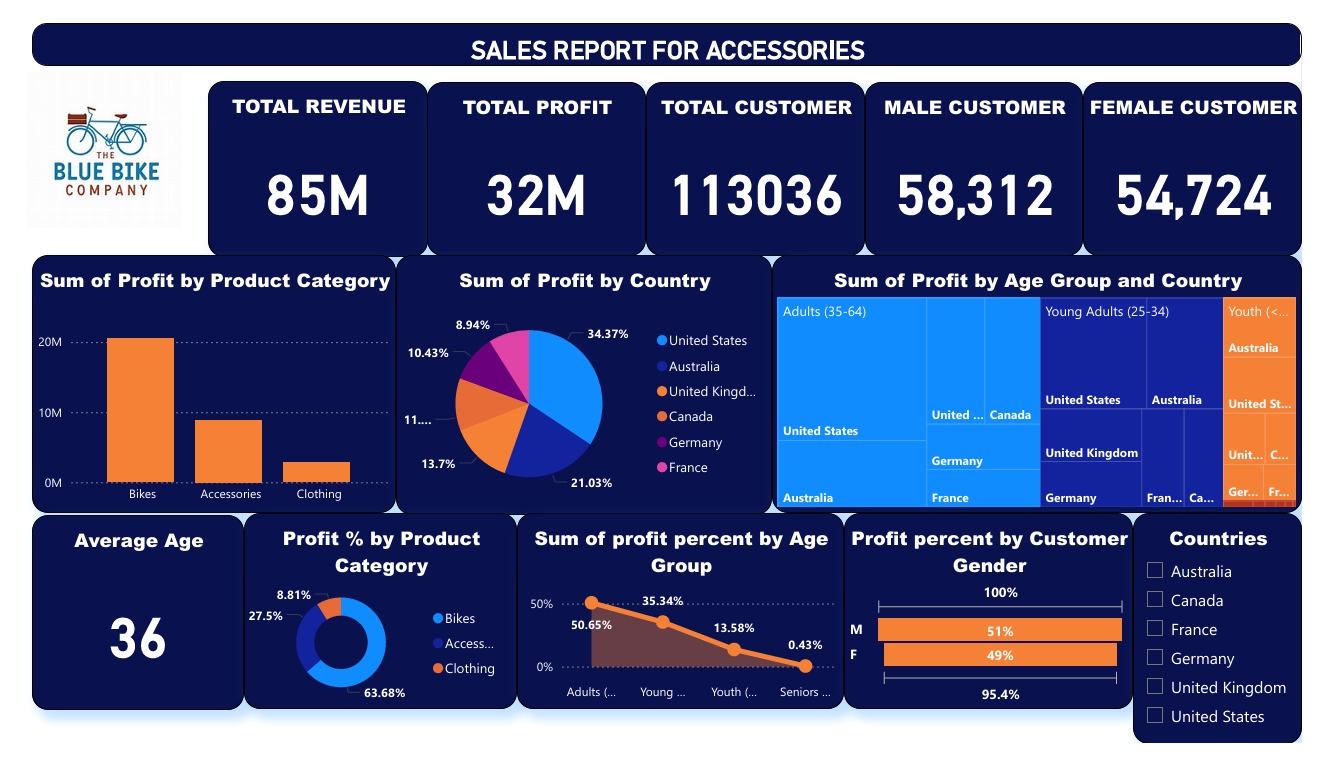 SALES REPORT FOR ACCESSORIES
THE
BLUE BIKE
COMPANY
TOTAL REVENUE
85M
TOTAL PROFIT
32M
TOTAL CUSTOMER
113036
MALE CUSTOMER
58,312
FEMALE CUSTOMER
54,724
Sum of Profit by Product Category
20M
10M
0M
Bikes
Accessories
Clothing
Sum of Profit by Country
34.37%
21.03%
13.7%
11....
10.43%
8.94%
United States
Australia
United Kingd...
Canada
Germany
France
Sum of Profit by Age Group and Country
Adults (35-64)
United States
Australia
United ...
Canada
Germany
France
Young Adults (25-34)
United States
Australia
United Kingdom
Germany
Fran...
Ca...
Youth (<...
Australia
United St...
Unit...
C...
Ger...
Fr...
Average Age
36
Profit % by Product
Category
8.81%
27.5%
63.68%
Bikes
Access...
Clothing
Sum of profit percent by Age
Group
50%
0%
50.65%
35.34%
13.58%
0.43%
Adults (...
Young ...
Youth (...
Seniors ...
Profit percent by Customer
Gender
100%
M
51%
F
49%
95.4%
Countries
Australia
Canada
France
Germany
United Kingdom
United States